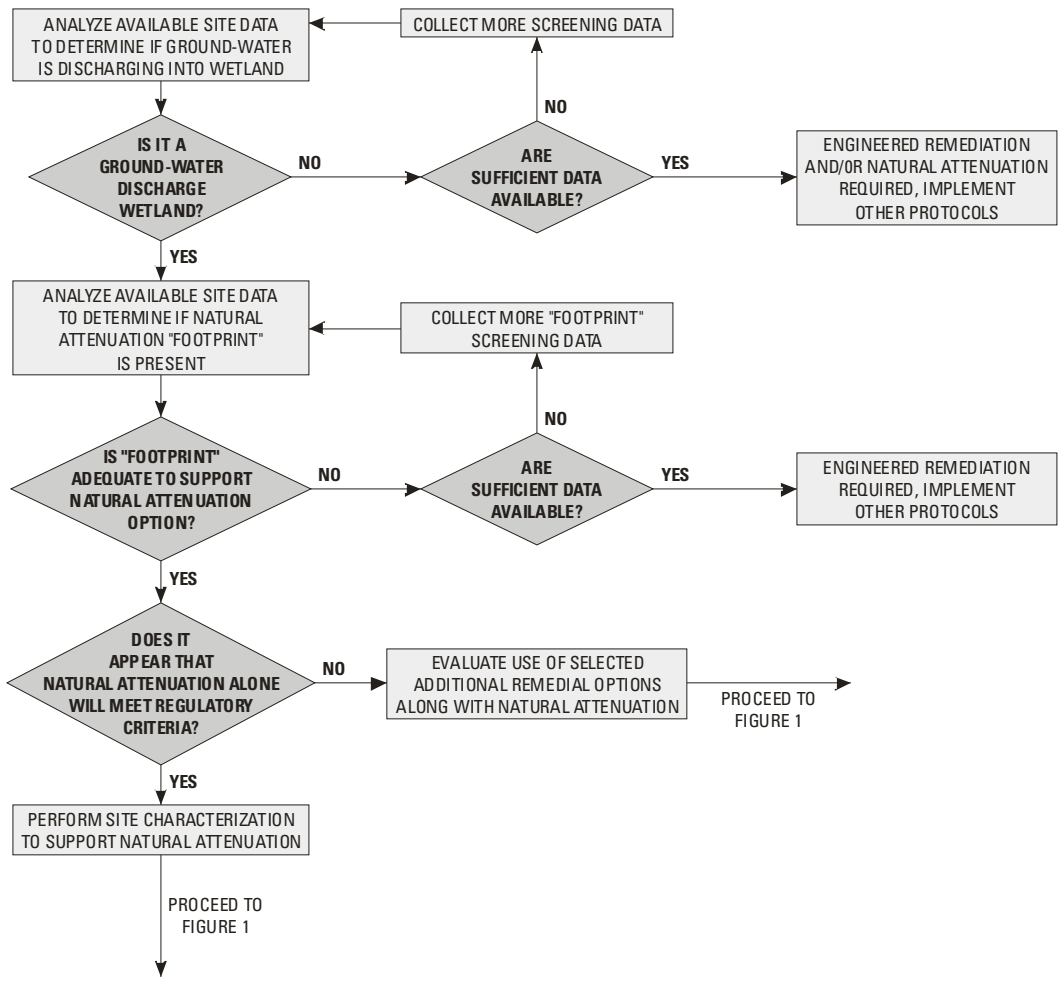 ANALYZE AVAILABLE SITE DATA
TO DETERMINE IF GROUND-WATER
IS DISCHARGING INTO WETLAND
COLLECT MORE SCREENING DATA
NO
IS IT A
GROUND-WATER
DISCHARGE
WETLAND?
NO
ARE
SUFFICIENT DATA
AVAILABLE?
YES
ENGINEERED REMEDIATION
AND/OR NATURAL ATTENUATION
REQUIRED, IMPLEMENT
OTHER PROTOCOLS
YES
ANALYZE AVAILABLE SITE DATA
TO DETERMINE IF NATURAL
ATTENUATION "FOOTPRINT"
IS PRESENT
COLLECT MORE "FOOTPRINT"
SCREENING DATA
NO
IS "FOOTPRINT"
ADEQUATE TO SUPPORT
NATURAL ATTENUATION
OPTION?
NO
ARE
SUFFICIENT DATA
AVAILABLE?
YES
ENGINEERED REMEDIATION
REQUIRED, IMPLEMENT
OTHER PROTOCOLS
YES
DOES IT
APPEAR THAT
NATURAL ATTENUATION ALONE
WILL MEET REGULATORY
CRITERIA?
NO
EVALUATE USE OF SELECTED
ADDITIONAL REMEDIAL OPTIONS
ALONG WITH NATURAL ATTENUATION
PROCEED TO
FIGURE 1
YES
PERFORM SITE CHARACTERIZATION
TO SUPPORT NATURAL ATTENUATION
PROCEED TO
FIGURE 1